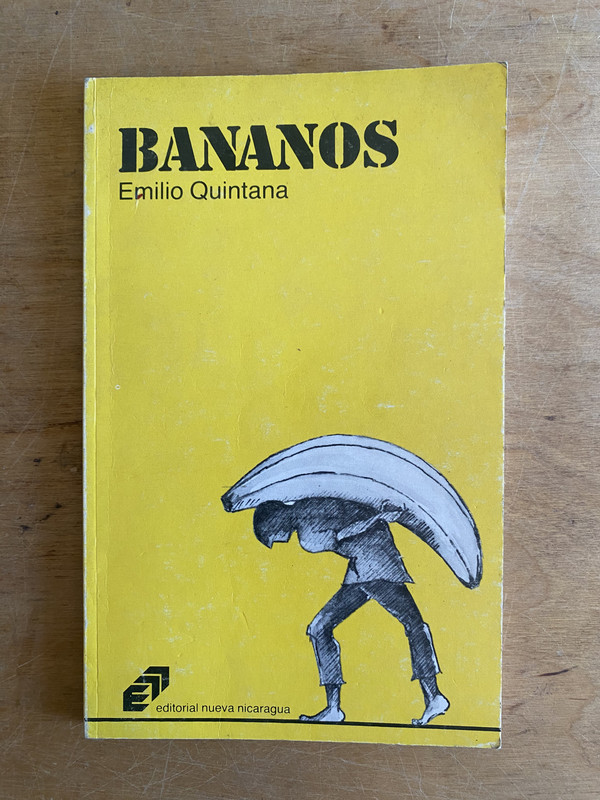 BANANOS
Emilio Quintana
E
editorial nueva nicaragua